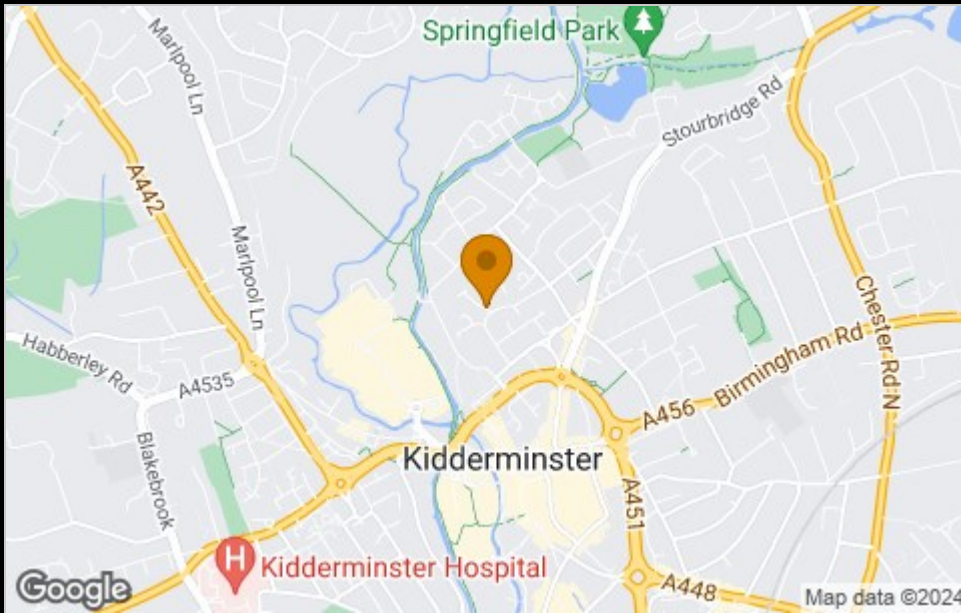 Springfield Park
Marlpool Ln
Stourbridge Rd
A442
Marlpool Ln
Chester Rd N
Habberley Rd
A4535
Birmingham Rd
A456
Blakebrook
Kidderminster
A451
H
Kidderminster Hospital
A448
Google
Map data ©2024